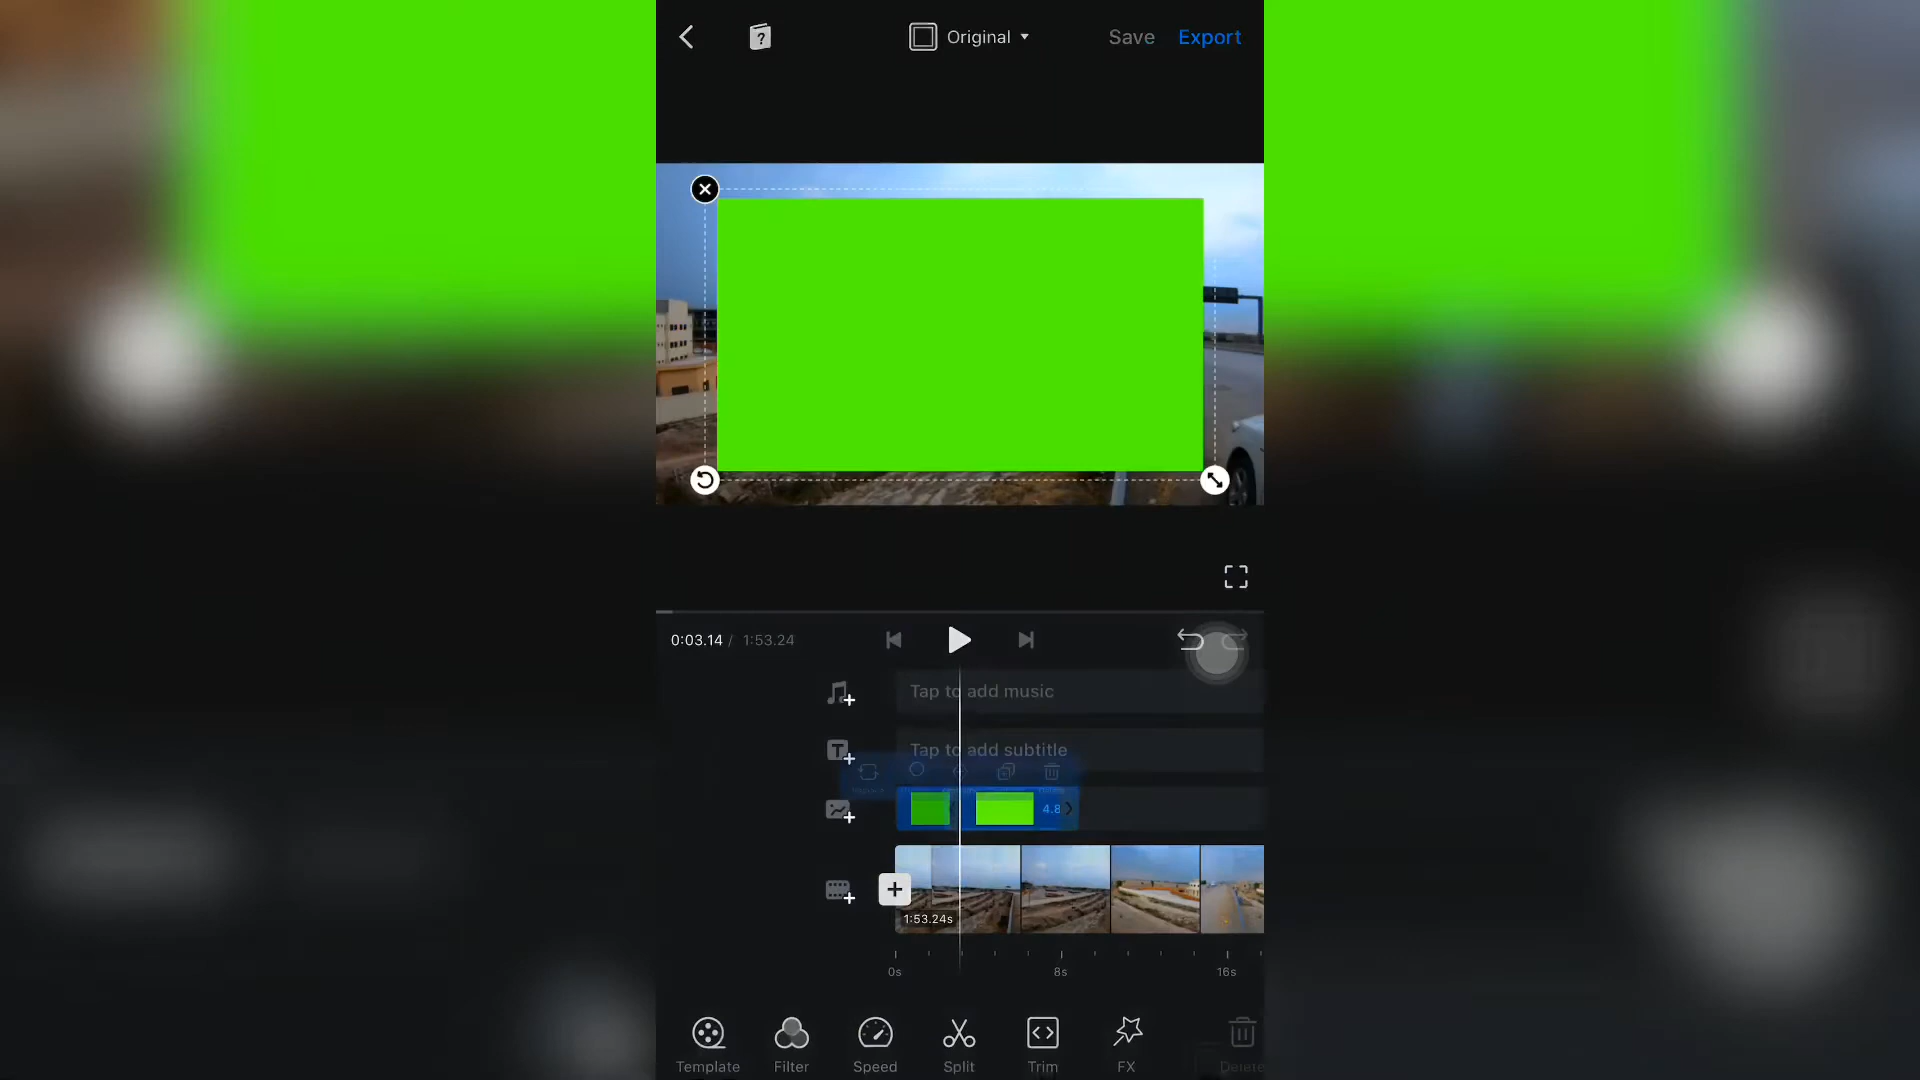 Original
Save
Export
0:03.14 / 1:53.24
Tap to add music
Tap to add subtitle
4.8
1:53.24s
0s
8s
16s
Template
Filter
Speed
Split
Trim
FX
Delete